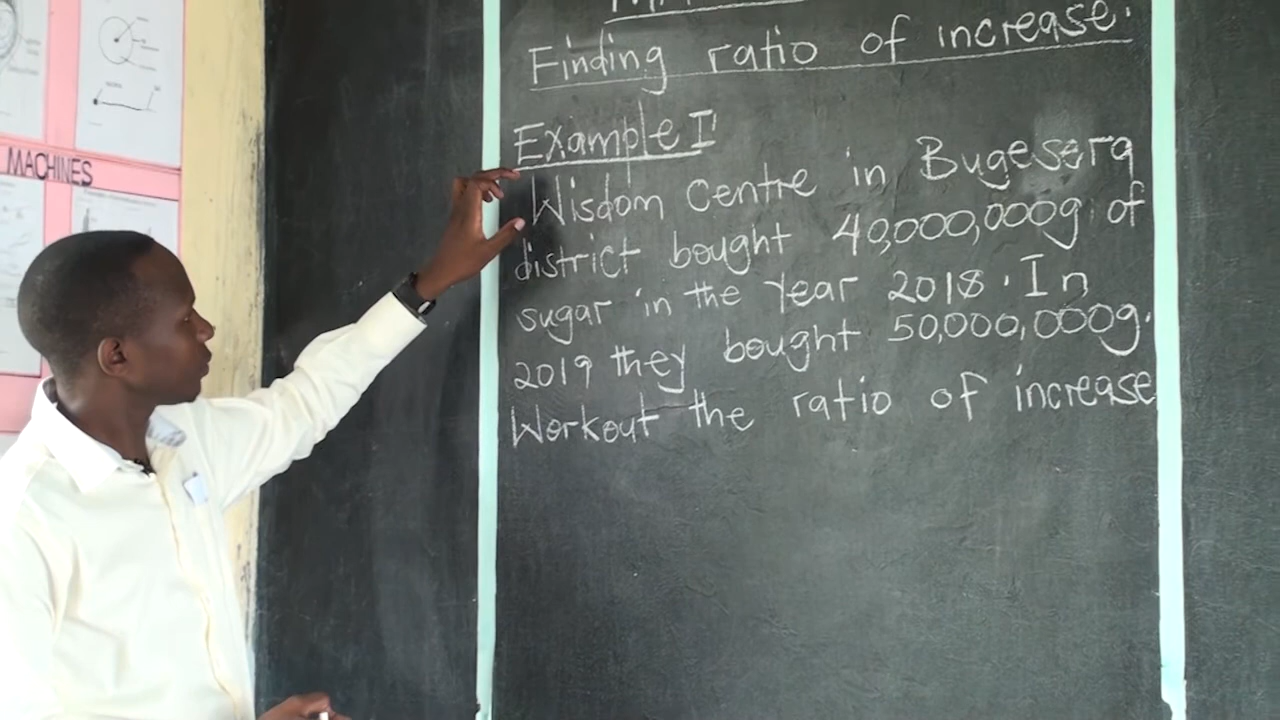 Finding ratio of increase.
Example I
Wisdom Centre in Bugesera
district bought 40,000,000g of
sugar in the year 2018. In
2019 they bought 50,000,000g.
Workout the ratio of increase
MACHINES